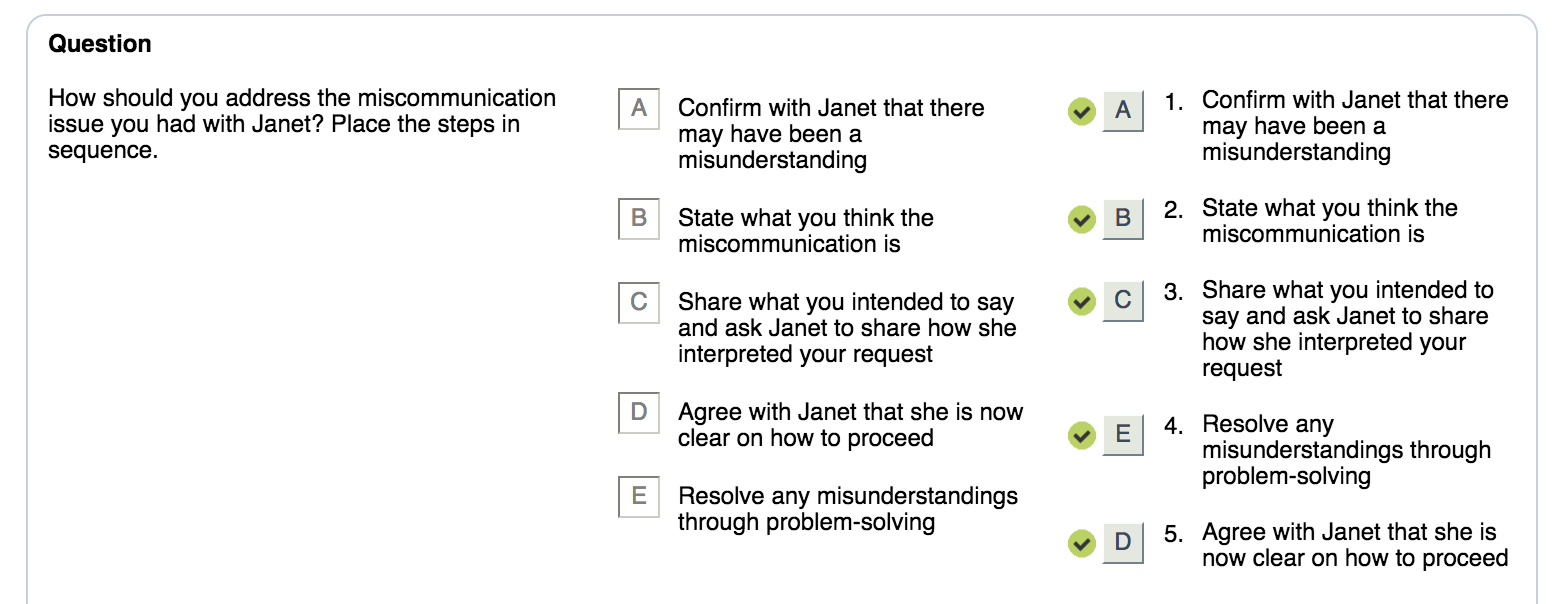 Question
How should you address the miscommunication
issue you had with Janet? Place the steps in
sequence.
A
Confirm with Janet that there
may have been a
misunderstanding
B
State what you think the
miscommunication is
C
Share what you intended to say
and ask Janet to share how she
interpreted your request
D
Agree with Janet that she is now
clear on how to proceed
E
Resolve any misunderstandings
through problem-solving
A 1. Confirm with Janet that there
may have been a
misunderstanding
B 2. State what you think the
miscommunication is
C 3. Share what you intended to
say and ask Janet to share
how she interpreted your
request
E 4. Resolve any
misunderstandings through
problem-solving
D 5. Agree with Janet that she is
now clear on how to proceed